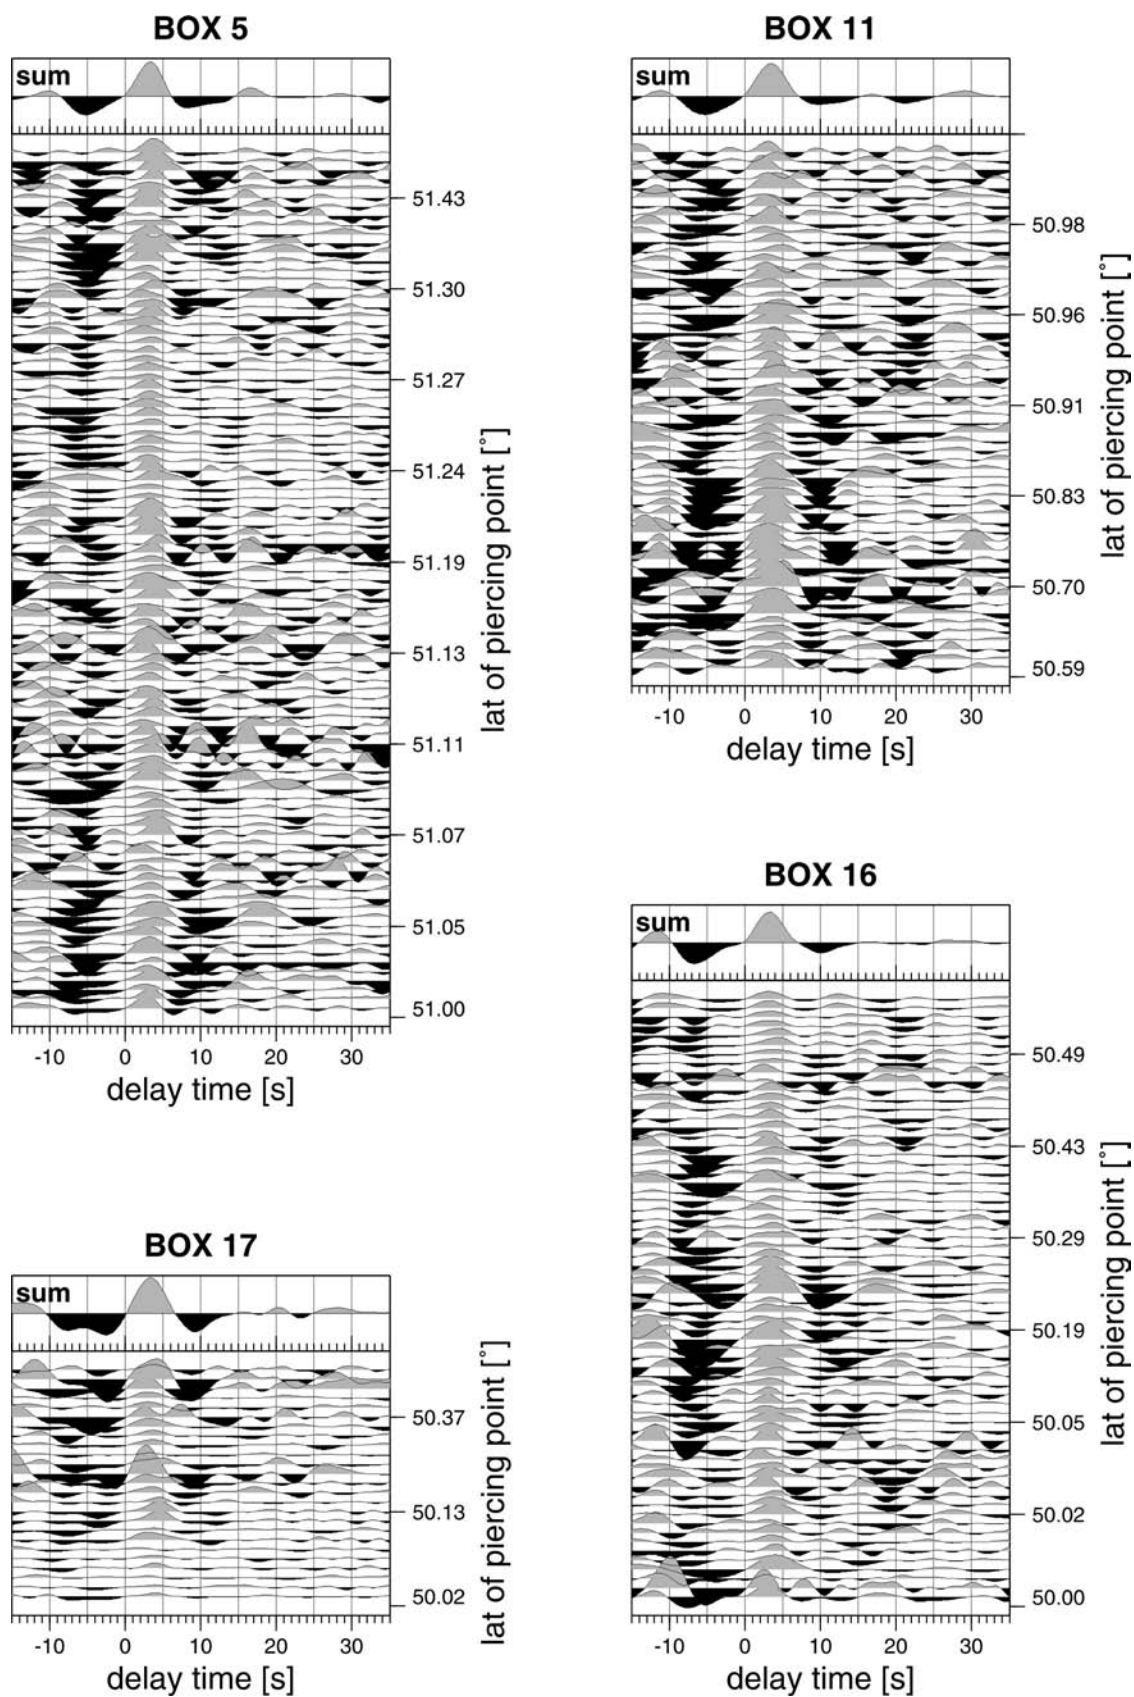 BOX 5
sum
51.43
51.30
51.27
51.24
51.19
51.13
51.11
51.07
51.05
51.00
lat of piercing point [°]
-10 0 10 20 30
delay time [s]
BOX 11
sum
50.98
50.96
50.91
50.83
50.70
50.59
lat of piercing point [°]
-10 0 10 20 30
delay time [s]
BOX 17
sum
50.37
50.13
50.02
lat of piercing point [°]
-10 0 10 20 30
delay time [s]
BOX 16
sum
50.49
50.43
50.29
50.19
50.05
50.02
50.00
lat of piercing point [°]
-10 0 10 20 30
delay time [s]